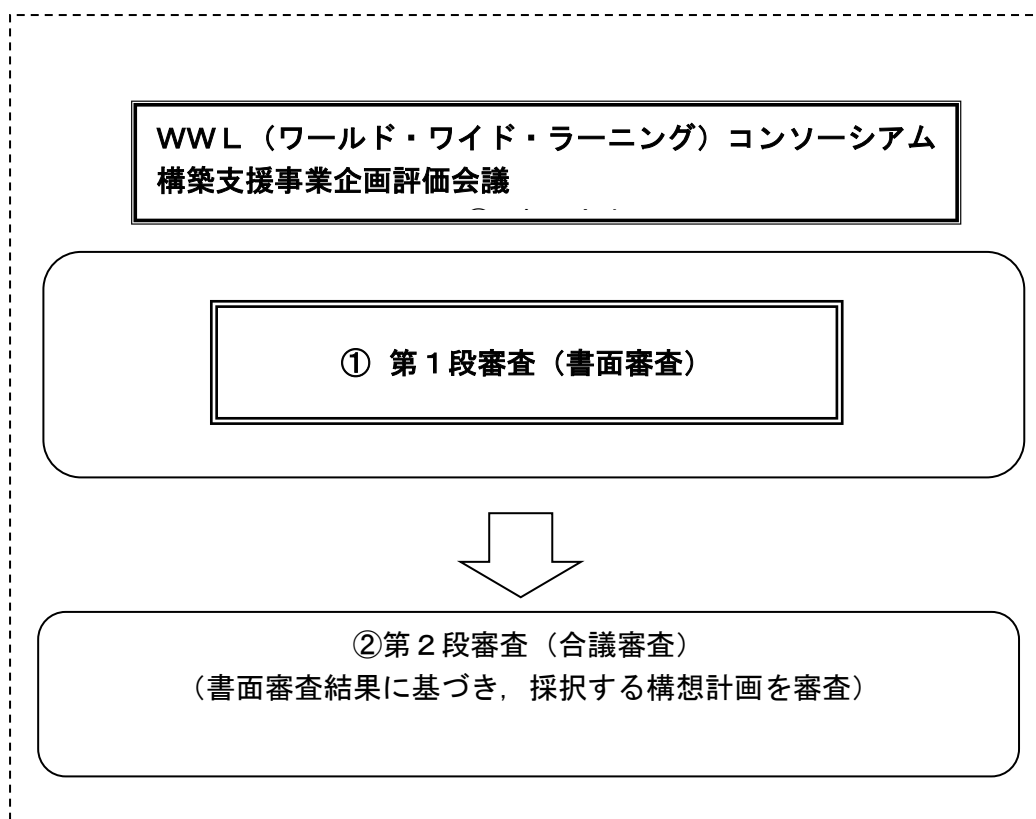 WWL(ワールド・ワイド・ラーニング)コンソーシアム
構築支援事業企画評価会議
① 第1段審査(書面審査)
②第2段審査(合議審査)
(書面審査結果に基づき,採択する構想計画を審査)